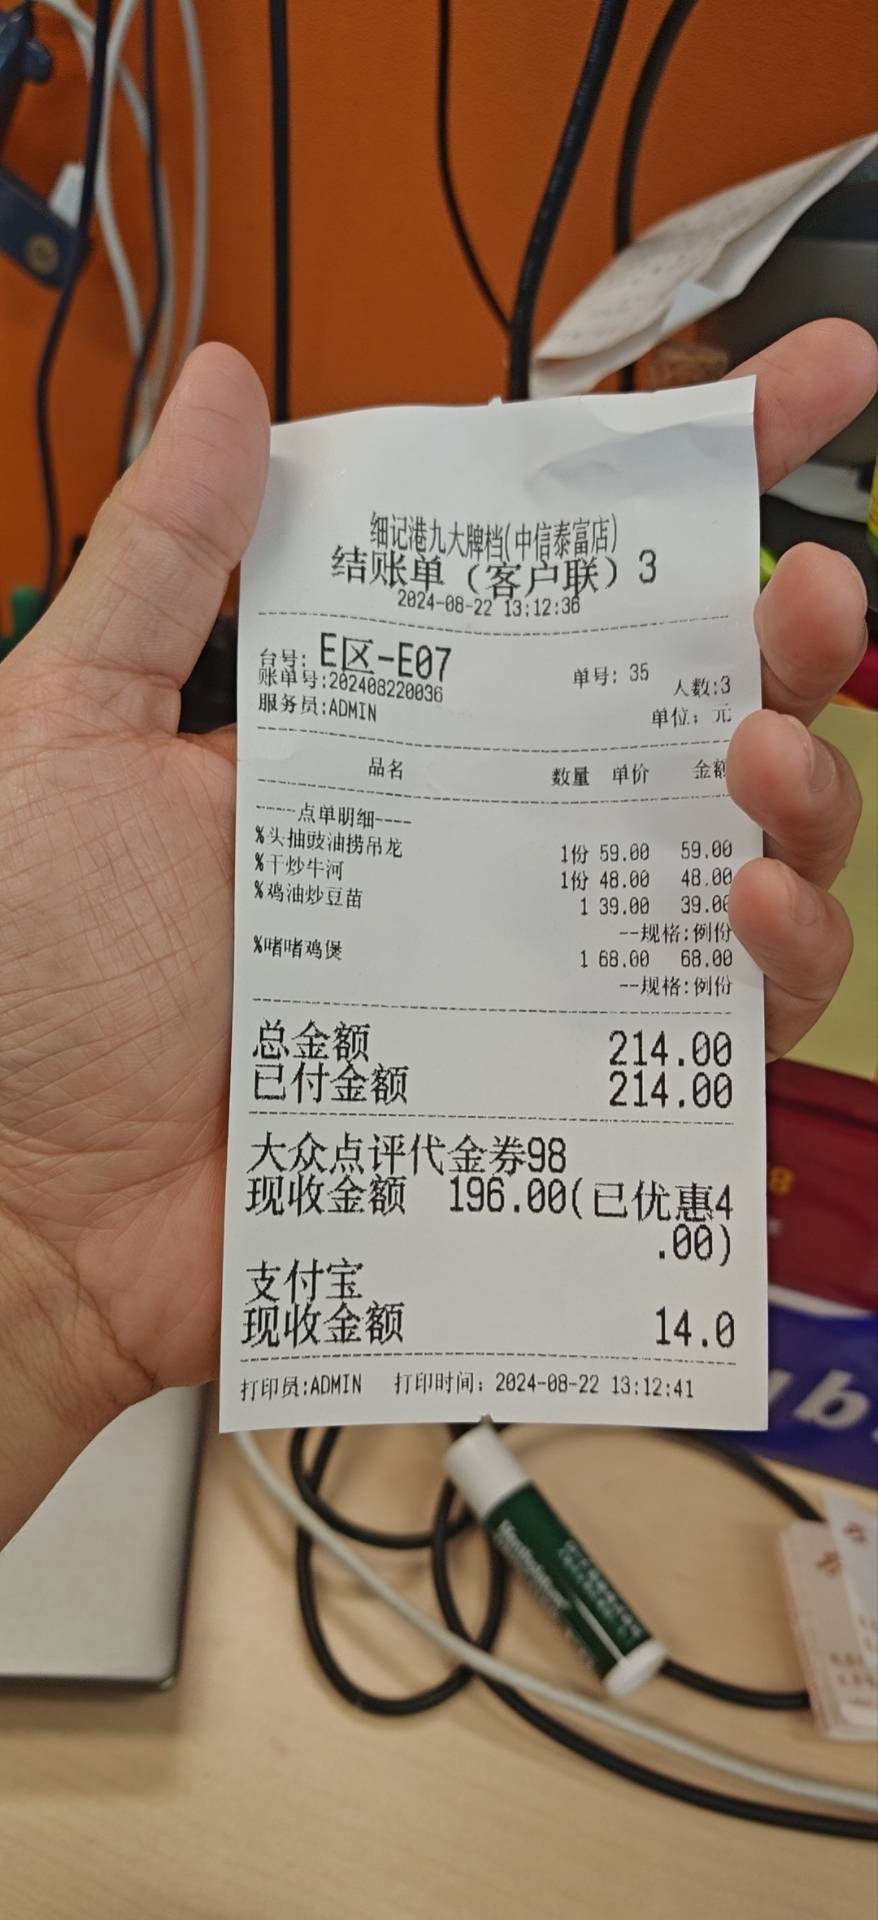 细记港九大牌档(中信泰富店)
结账单（客户联）3
2024-08-22 13:12:36
台号: E区-E07 单号: 35
账单号:202408220036 人数:3
服务员:ADMIN 单位: 元
品名 数量 单价 金额
----点单明细----
%头抽豉油捞吊龙 1份 59.00 59.00
%干炒牛河 1份 48.00 48.00
%鸡油炒豆苗 1 39.00 39.00
--规格:例份
%啫啫鸡煲 1 68.00 68.00
--规格:例份
总金额 214.00
已付金额 214.00
大众点评代金券98
现收金额 196.00(已优惠4
.00)
支付宝
现收金额 14.0
打印员:ADMIN 打印时间: 2024-08-22 13:12:41
Mentholatum